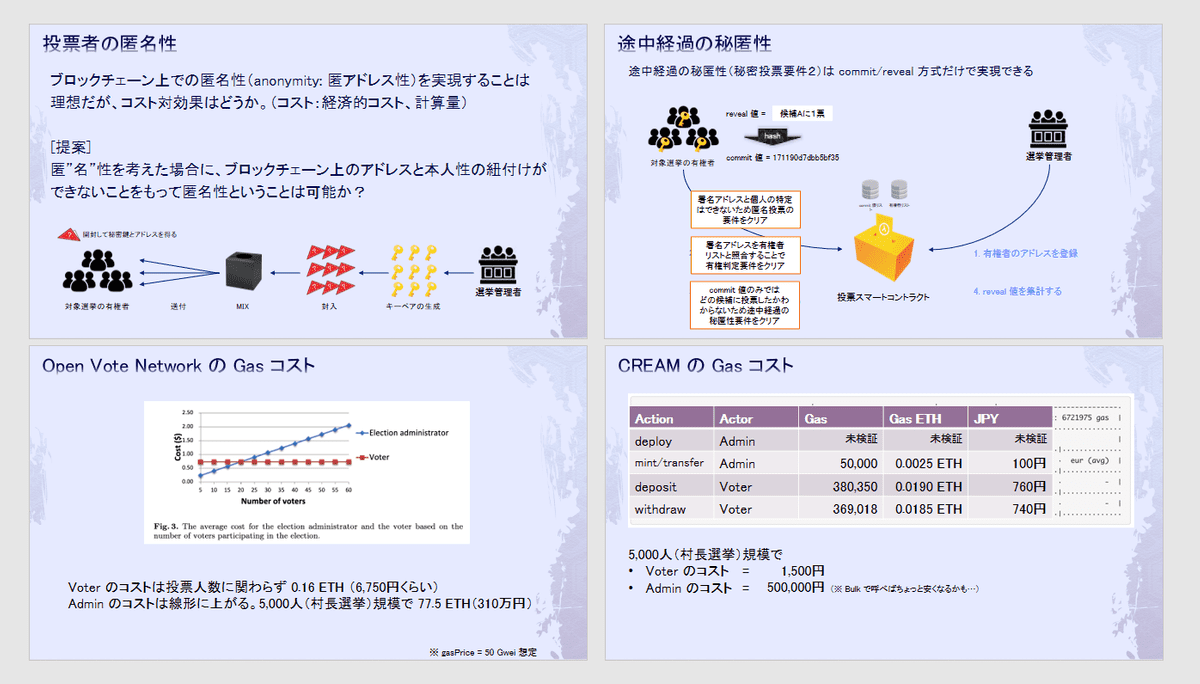 投票者の匿名性
ブロックチェーン上での匿名性(anonymity: 匿アドレス性)を実現することは
理想だが、コスト対効果はどうか。(コスト:経済的コスト、計算量)
[提案]
匿”名”性を考えた場合に、ブロックチェーン上のアドレスと本人性の紐付けが
できないことをもって匿名性ということは可能か?
開封して秘密鍵とアドレスを得る
対象選挙の有権者
送付
MIX
封入
キーペアの生成
選挙管理者
途中経過の秘匿性
途中経過の秘匿性(秘密投票要件2)は commit/reveal 方式だけで実現できる
reveal 値 = 候補Aに1票
hash
commit 値 = 171190d7dbb5bf35
対象選挙の有権者
選挙管理者
署名アドレスと個人の特定
はできないため匿名投票の
要件をクリア
署名アドレスを有権者
リストと照合することで
有権判定要件をクリア
commit 値のみでは
どの候補に投票したかわ
からないため途中経過の
秘匿性要件をクリア
投票スマートコントラクト
1. 有権者のアドレスを登録
4. reveal 値を集計する
Open Vote Network の Gas コスト
2.50
2.00
1.50
1.00
0.50
0.00
Cost ($)
5 10 15 20 25 30 35 40 45 50 55 60
Number of voters
Election administrator
Voter
Fig. 3. The average cost for the election administrator and the voter based on the
number of voters participating in the election.
Voter のコストは投票人数に関わらず 0.16 ETH (6,750円くらい)
Admin のコストは線形に上がる。5,000人(村長選挙)規模で 77.5 ETH(310万円)
※ gasPrice = 50 Gwei 想定
CREAM の Gas コスト
Action Actor Gas Gas ETH JPY
deploy Admin 未検証 未検証 未検証
mint/transfer Admin 50,000 0.0025 ETH 100円
deposit Voter 380,350 0.0190 ETH 760円
withdraw Voter 369,018 0.0185 ETH 740円
: 6721975 gas
eur (avg)
5,000人(村長選挙)規模で
• Voter のコスト = 1,500円
• Admin のコスト = 500,000円 (※ Bulk で呼べばちょっと安くなるかも…)